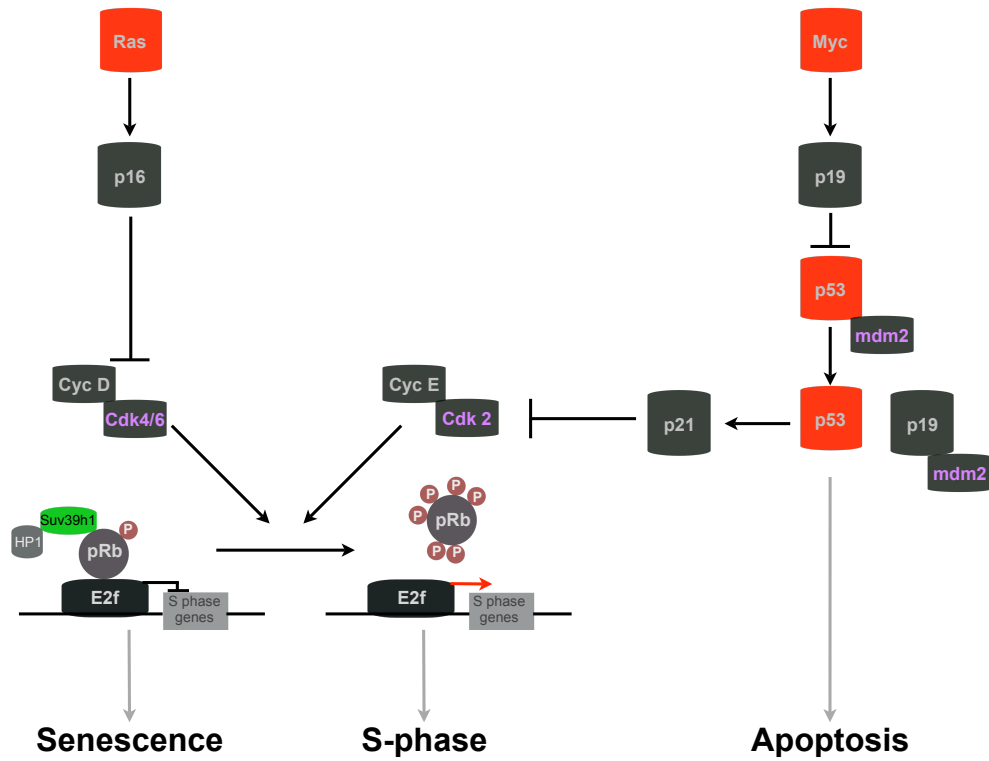 Ras
Myc
p16
p19
p53
mdm2
Cyc D
Cdk4/6
Cyc E
Cdk 2
p21
p53
p19
mdm2
HP1
Suv39h1
P
pRb
E2f
S phase
genes
P
P
P
P
P
P
P
pRb
E2f
S phase
genes
Senescence
S-phase
Apoptosis